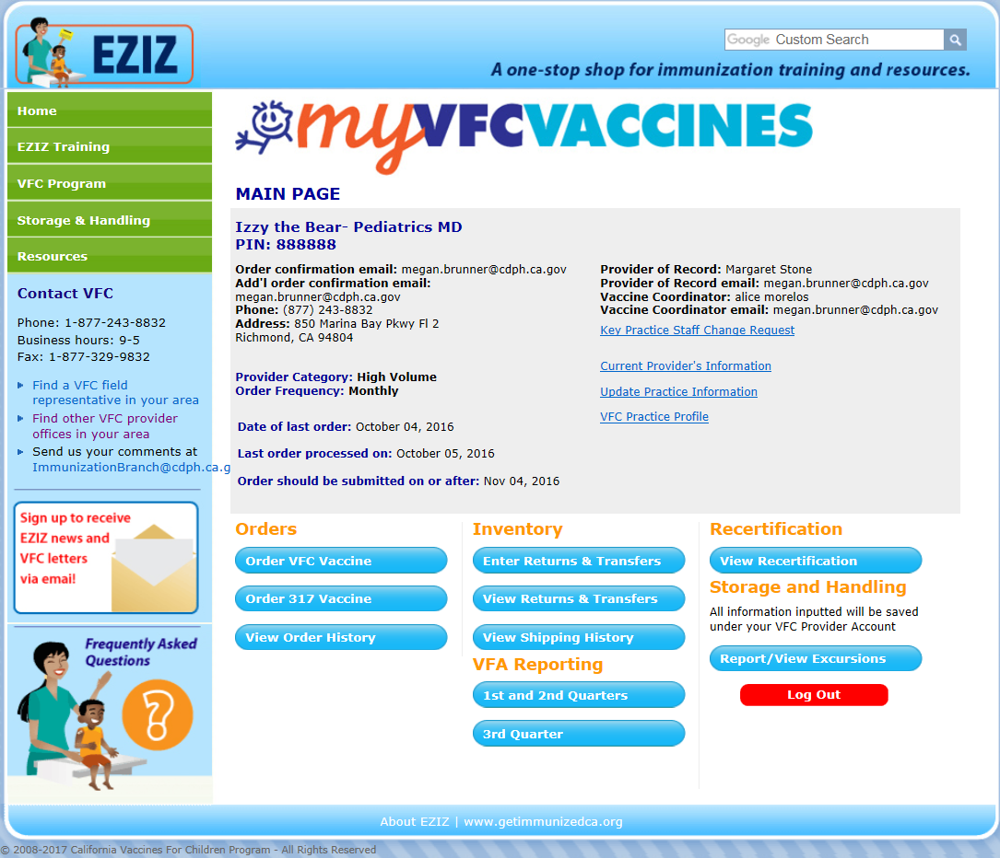 EZIZ
Google Custom Search
A one-stop shop for immunization training and resources.
Home
EZIZ Training
VFC Program
Storage & Handling
Resources
Contact VFC
Phone: 1-877-243-8832
Business hours: 9-5
Fax: 1-877-329-9832
Find a VFC field
representative in your area
Find other VFC provider
offices in your area
Send us your comments at
ImmunizationBranch@cdph.ca.g
Sign up to receive
EZIZ news and
VFC letters
via email!
Frequently Asked
Questions
?
myVFCVACCINES
MAIN PAGE
Izzy the Bear- Pediatrics MD
PIN: 888888
Order confirmation email: megan.brunner@cdph.ca.gov
Add'l order confirmation email:
megan.brunner@cdph.ca.gov
Phone: (877) 243-8832
Address: 850 Marina Bay Pkwy Fl 2
Richmond, CA 94804
Provider Category: High Volume
Order Frequency: Monthly
Date of last order: October 04, 2016
Last order processed on: October 05, 2016
Order should be submitted on or after: Nov 04, 2016
Provider of Record: Margaret Stone
Provider of Record email: megan.brunner@cdph.ca.gov
Vaccine Coordinator: alice morelos
Vaccine Coordinator email: megan.brunner@cdph.ca.gov
Key Practice Staff Change Request
Current Provider's Information
Update Practice Information
VFC Practice Profile
Orders
Order VFC Vaccine
Order 317 Vaccine
View Order History
Inventory
Enter Returns & Transfers
View Returns & Transfers
View Shipping History
VFA Reporting
1st and 2nd Quarters
3rd Quarter
Recertification
View Recertification
Storage and Handling
All information inputted will be saved
under your VFC Provider Account
Report/View Excursions
Log Out
About EZIZ | www.getimmunizedca.org
© 2008-2017 California Vaccines For Children Program - All Rights Reserved